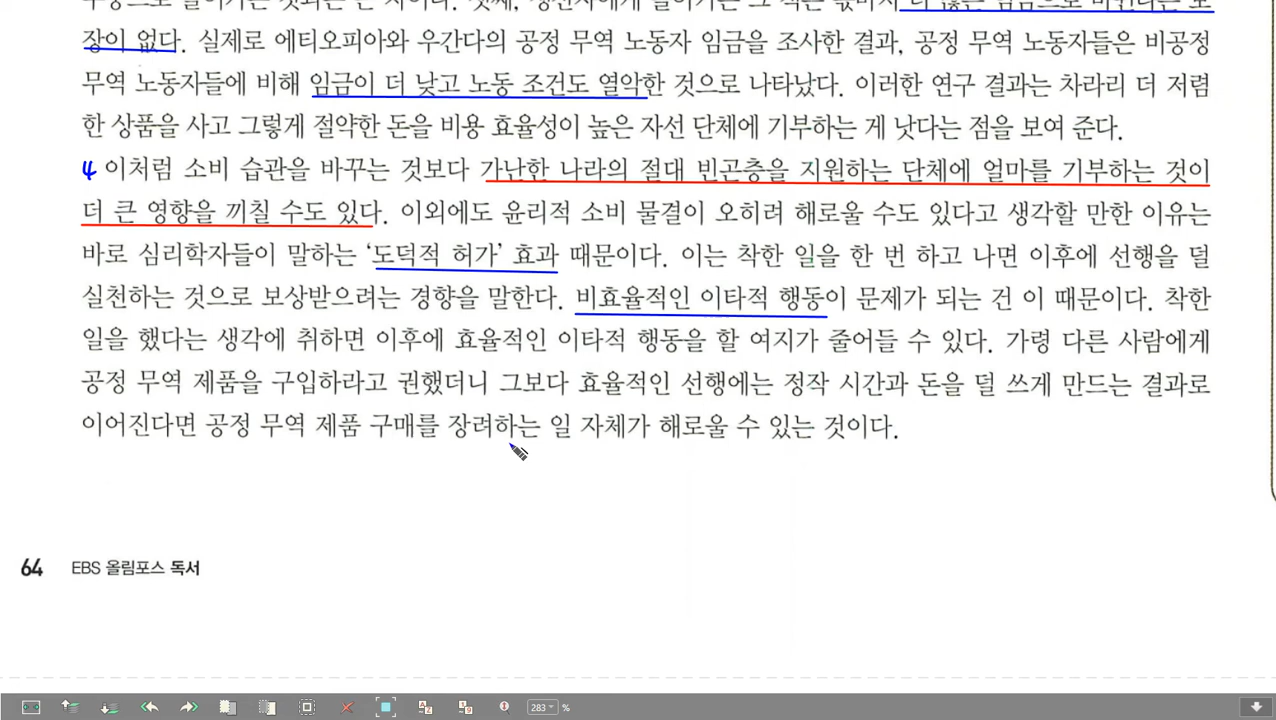 장이 없다. 실제로 에티오피아와 우간다의 공정 무역 노동자 임금을 조사한 결과, 공정 무역 노동자들은 비공정
무역 노동자들에 비해 임금이 더 낮고 노동 조건도 열악한 것으로 나타났다. 이러한 연구 결과는 차라리 더 저렴
한 상품을 사고 그렇게 절약한 돈을 비용 효율성이 높은 자선 단체에 기부하는 게 낫다는 점을 보여 준다.
4 이처럼 소비 습관을 바꾸는 것보다 가난한 나라의 절대 빈곤층을 지원하는 단체에 얼마를 기부하는 것이
더 큰 영향을 끼칠 수도 있다. 이외에도 윤리적 소비 물결이 오히려 해로울 수도 있다고 생각할 만한 이유는
바로 심리학자들이 말하는 ‘도덕적 허가’ 효과 때문이다. 이는 착한 일을 한 번 하고 나면 이후에 선행을 덜
실천하는 것으로 보상받으려는 경향을 말한다. 비효율적인 이타적 행동이 문제가 되는 건 이 때문이다. 착한
일을 했다는 생각에 취하면 이후에 효율적인 이타적 행동을 할 여지가 줄어들 수 있다. 가령 다른 사람에게
공정 무역 제품을 구입하라고 권했더니 그보다 효율적인 선행에는 정작 시간과 돈을 덜 쓰게 만드는 결과로
이어진다면 공정 무역 제품 구매를 장려하는 일 자체가 해로울 수 있는 것이다.
64 EBS 올림포스 독서
283 %